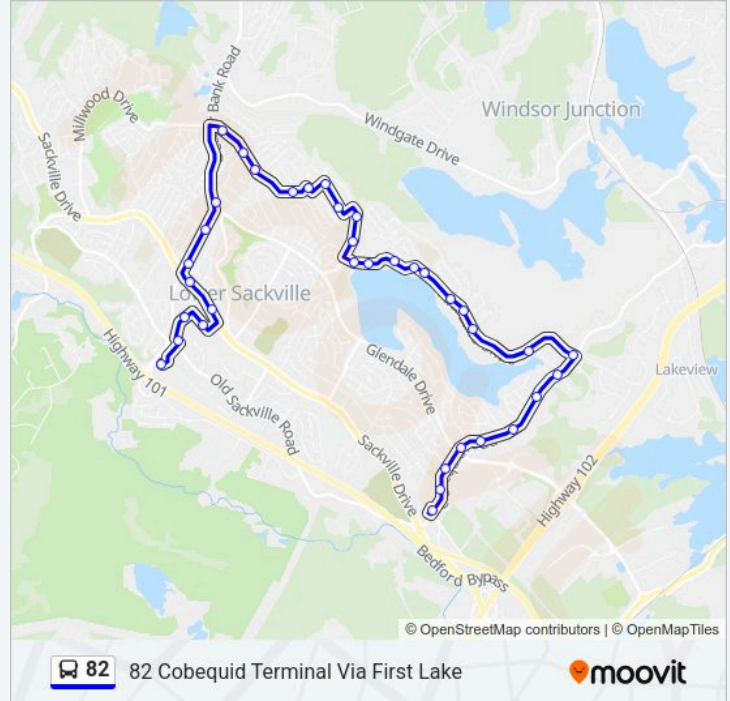 Bank Road
Millwood Drive
Windsor Junction
Windgate Drive
Sackville Drive
Lower Sackville
Highway 101
Glendale Drive
Lakeview
Old Sackville Road
Sackville Drive
Highway 102
Bedford Bypass
© OpenStreetMap contributors | © OpenMapTiles
82 82 Cobequid Terminal Via First Lake moovit